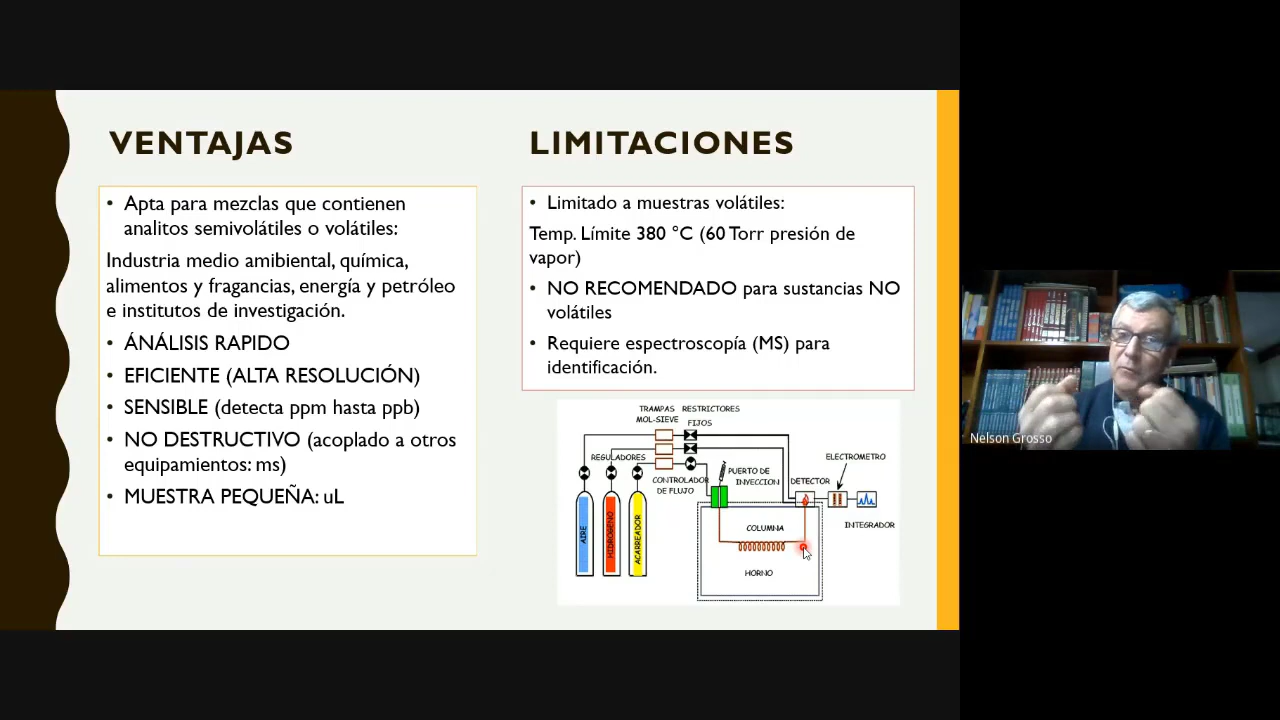 VENTAJAS
• Apta para mezclas que contienen
analitos semivolátiles o volátiles:
Industria medio amibiental, química,
alimentos y fragancias, energía y petróleo
e institutos de investigación.
• ÁNÁLISIS RAPIDO
• EFICIENTE (ALTA RESOLUCIÓN)
• SENSIBLE (detecta ppm hasta ppb)
• NO DESTRUCTIVO (acoplado a otros
equipamientos: ms)
• MUESTRA PEQUEÑA: uL
LIMITACIONES
• Limitado a muestras volátiles:
Temp. Límite 380 °C (60 Torr presión de
vapor)
• NO RECOMENDADO para sustancias NO
volátiles
• Requiere espectroscopía (MS) para
identificación.
TRAMPAS RESTRICTORES
MOL-SIEVE FIJOS
REGULADORES
CONTROLADOR
DE FLUJO
PUERTO DE
INYECCION
DETECTOR
ELECTROMETRO
INTEGRADOR
AIRE
HIDROGENO
ACARREADOR
COLUMNA
HORNO
Nelson Grosso